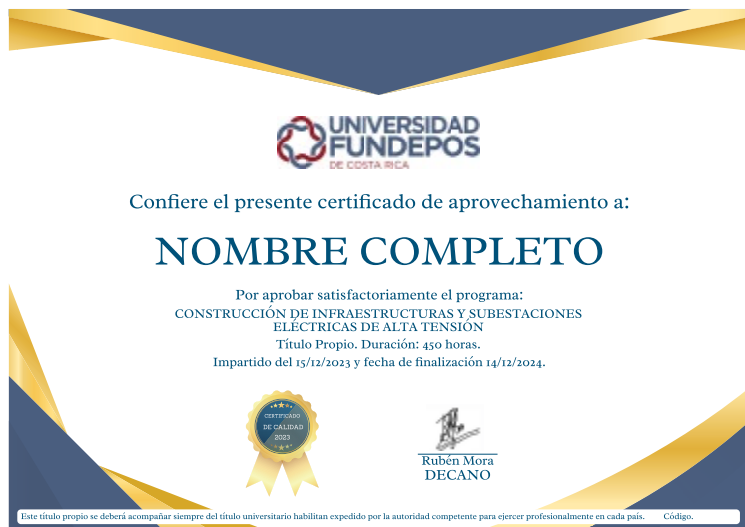 UNIVERSIDAD
FUNDEPOS
DE COSTA RICA
Confiere el presente certificado de aprovechamiento a:
NOMBRE COMPLETO
Por aprobar satisfactoriamente el programa:
CONSTRUCCIÓN DE INFRAESTRUCTURAS Y SUBESTACIONES
ELÉCTRICAS DE ALTA TENSIÓN
Título Propio. Duración: 450 horas.
Impartido del 15/12/2023 y fecha de finalización 14/12/2024.
CERTIFICADO
DE CALIDAD
2023
Rubén Mora
DECANO
Este título propio se deberá acompañar siempre del título universitario habilitan expedido por la autoridad competente para ejercer profesionalmente en cada país. Código.